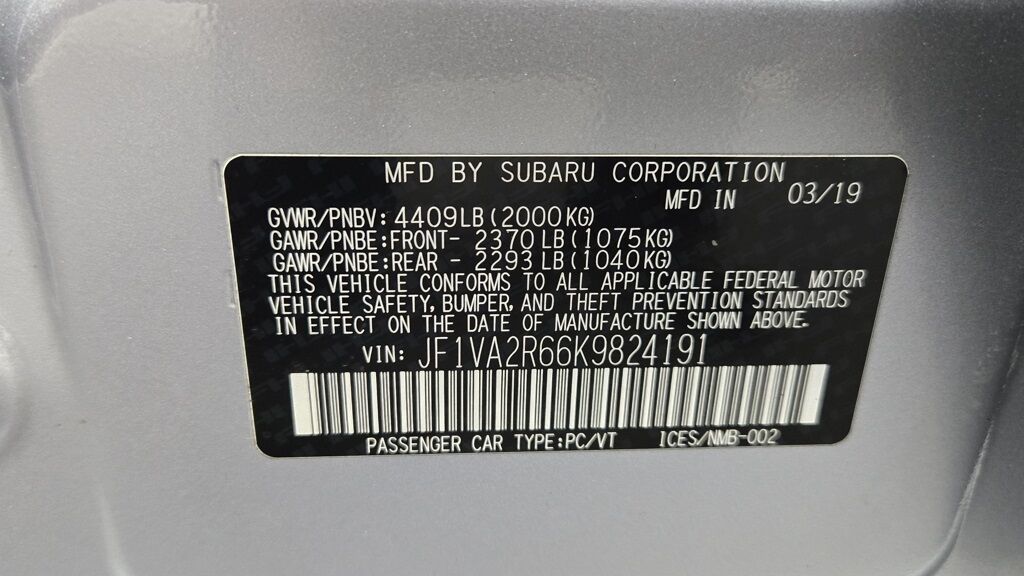 MFD BY SUBARU CORPORATION
MFD IN 03/19
GVWR/PNBV: 4409LB(2000KG)
GAWR/PNBE:FRONT- 2370 LB(1075KG)
GAWR/PNBE:REAR - 2293 LB(1040KG)
THIS VEHICLE CONFORMS TO ALL APPLICABLE FEDERAL MOTOR
VEHICLE SAFETY, BUMPER, AND THEFT PREVENTION STANDARDS
IN EFFECT ON THE DATE OF MANUFACTURE SHOWN ABOVE.
VIN: JF1VA2R66K9824191
PASSENGER CAR TYPE:PC/VT ICES/NMB-002